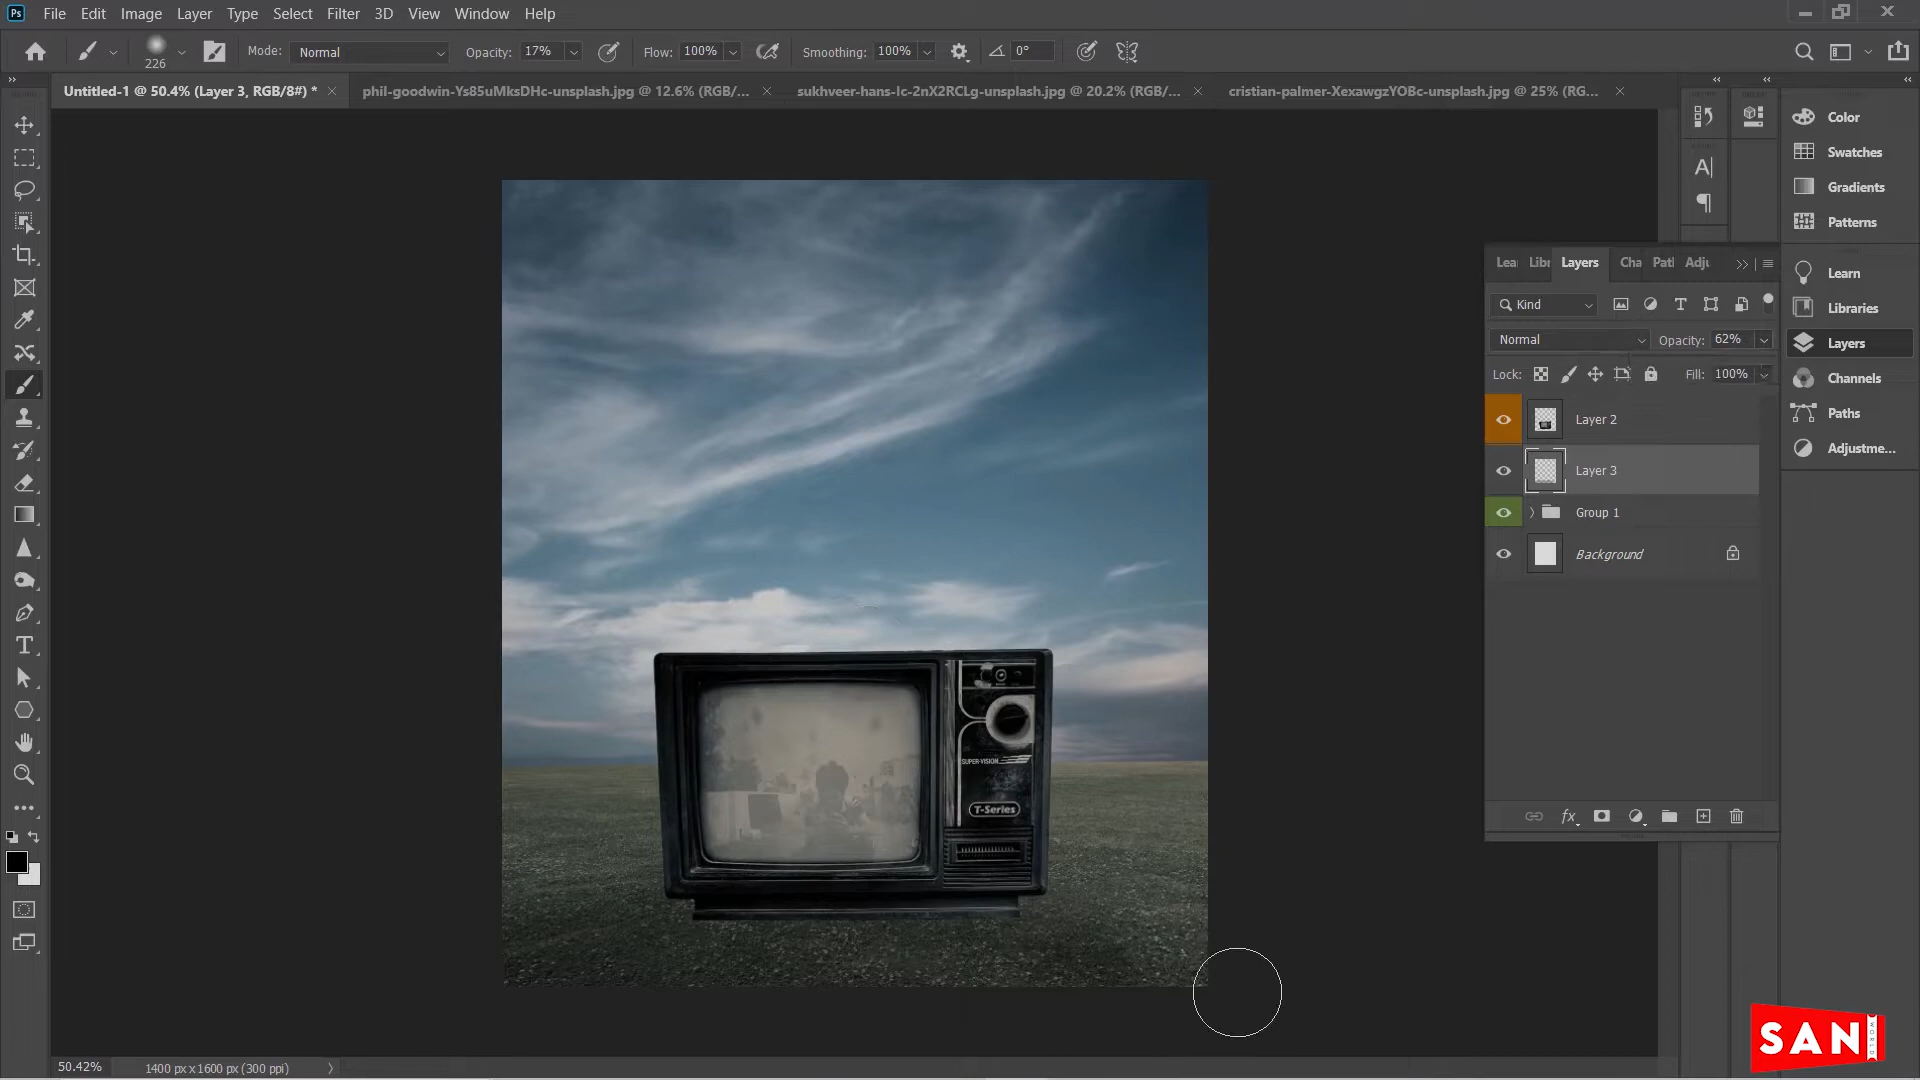 Ps File Edit Image Layer Type Select Filter 3D View Window Help
226 Mode: Normal Opacity: 17% Flow: 100% Smoothing: 100% 0°
Untitled-1 @ 50.4% (Layer 3, RGB/8#) * phil-goodwin-Ys85uMksDHc-unsplash.jpg @ 12.6% (RGB/... sukhveer-hans-Ic-2nX2RCLg-unsplash.jpg @ 20.2% (RGB/... cristian-palmer-XexawgzYOBc-unsplash.jpg @ 25% (RG...
Color
Swatches
Gradients
Patterns
Learn
Libraries
Layers
Channels
Paths
Adjustme...
Lea Libr Layers Cha Patl Adju
Kind
Normal Opacity: 62%
Lock: Fill: 100%
Layer 2
Layer 3
Group 1
Background
fx
SUPER-VISION
T-Series
50.42% 1400 px x 1600 px (300 ppi)
SANI
WORLD